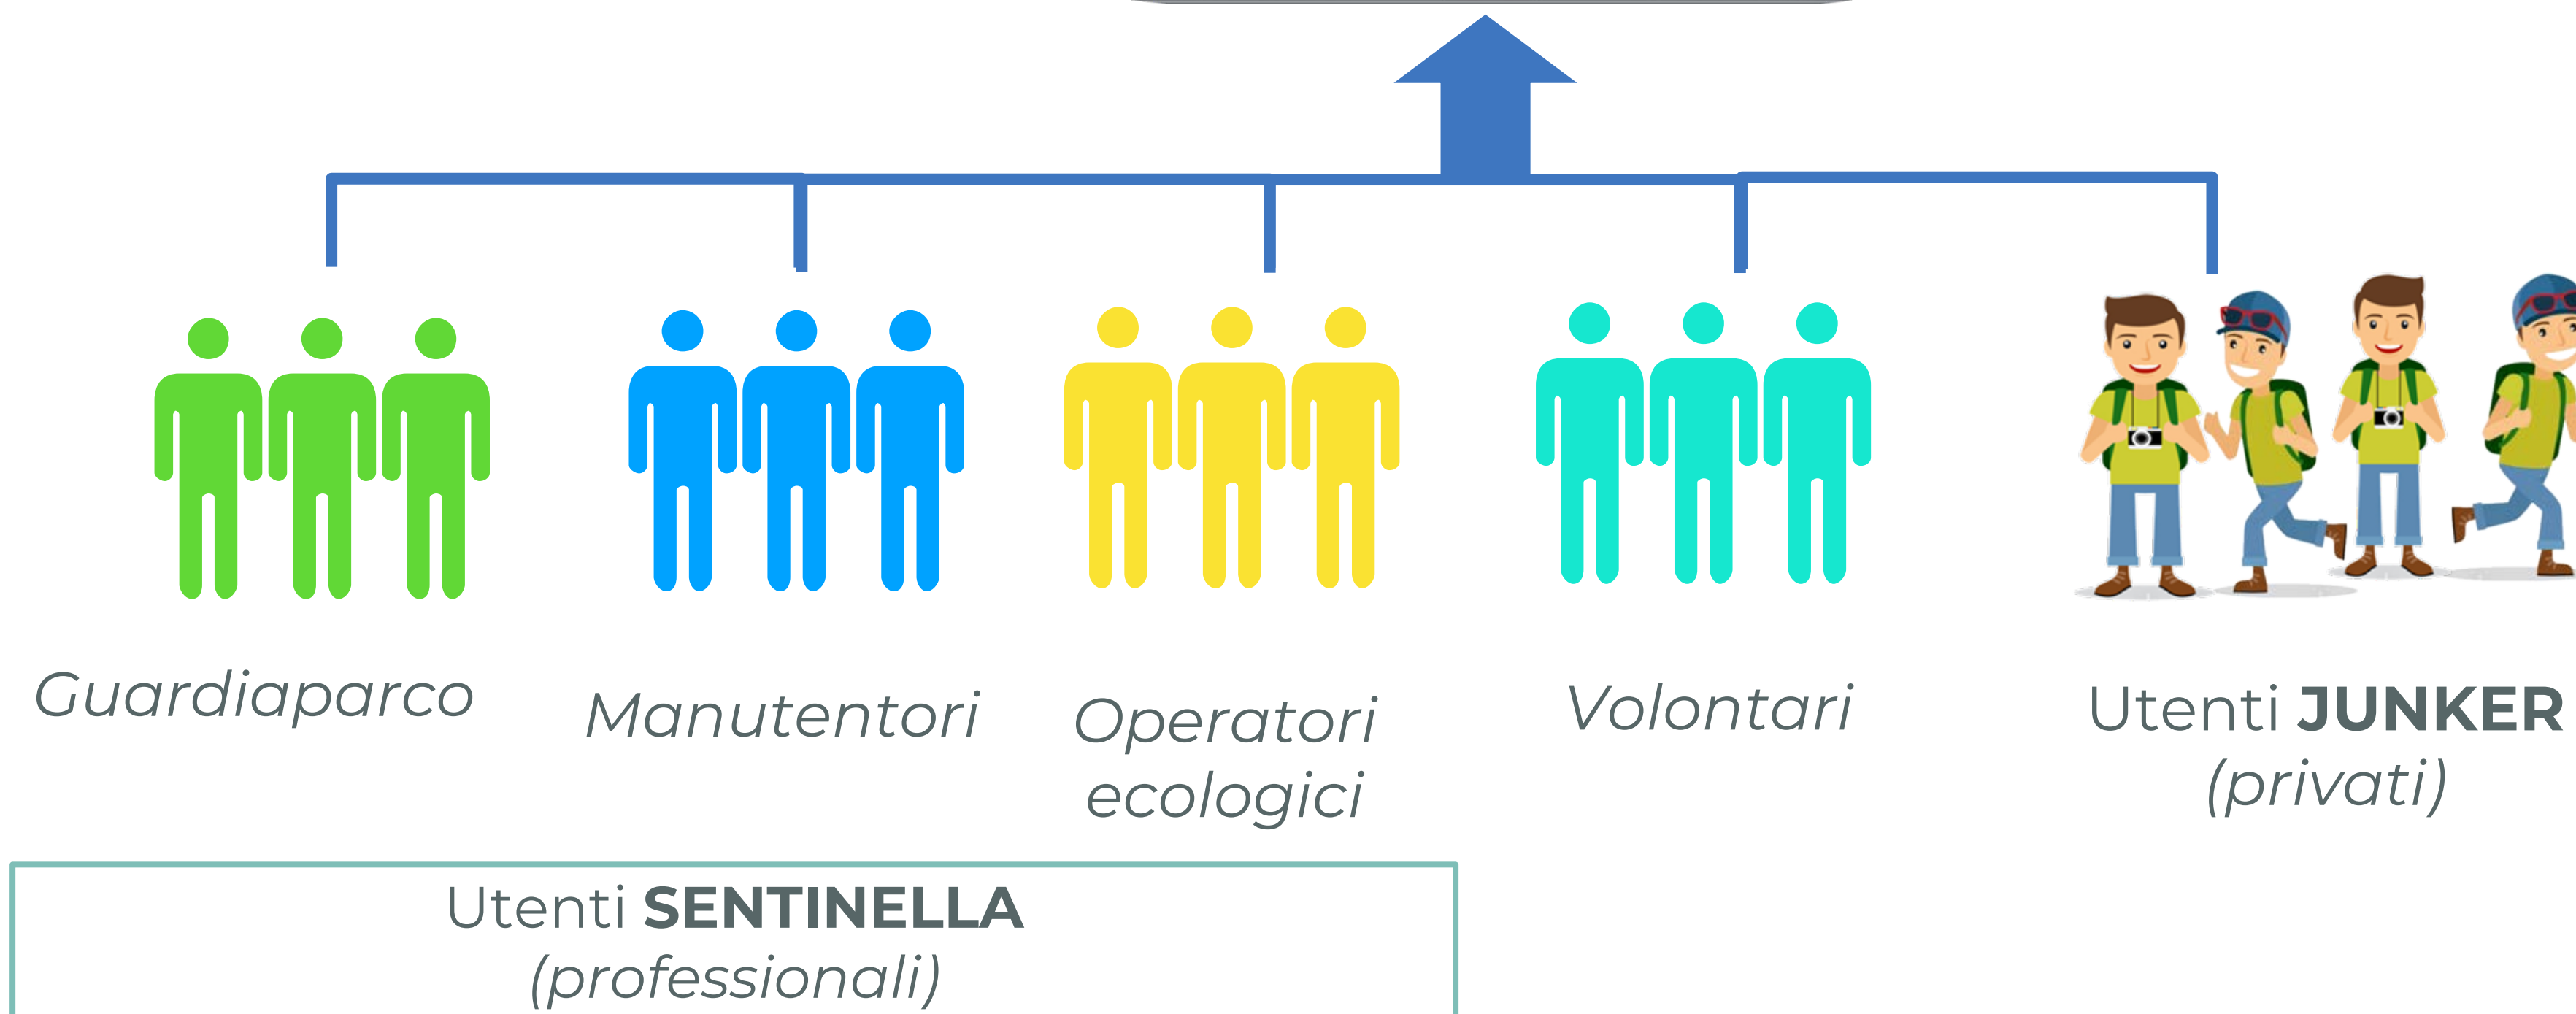 Guardiaparco
Manutentori
Operatori
ecologici
Volontari
Utenti JUNKER
(privati)
Utenti SENTINELLA
(professionali)